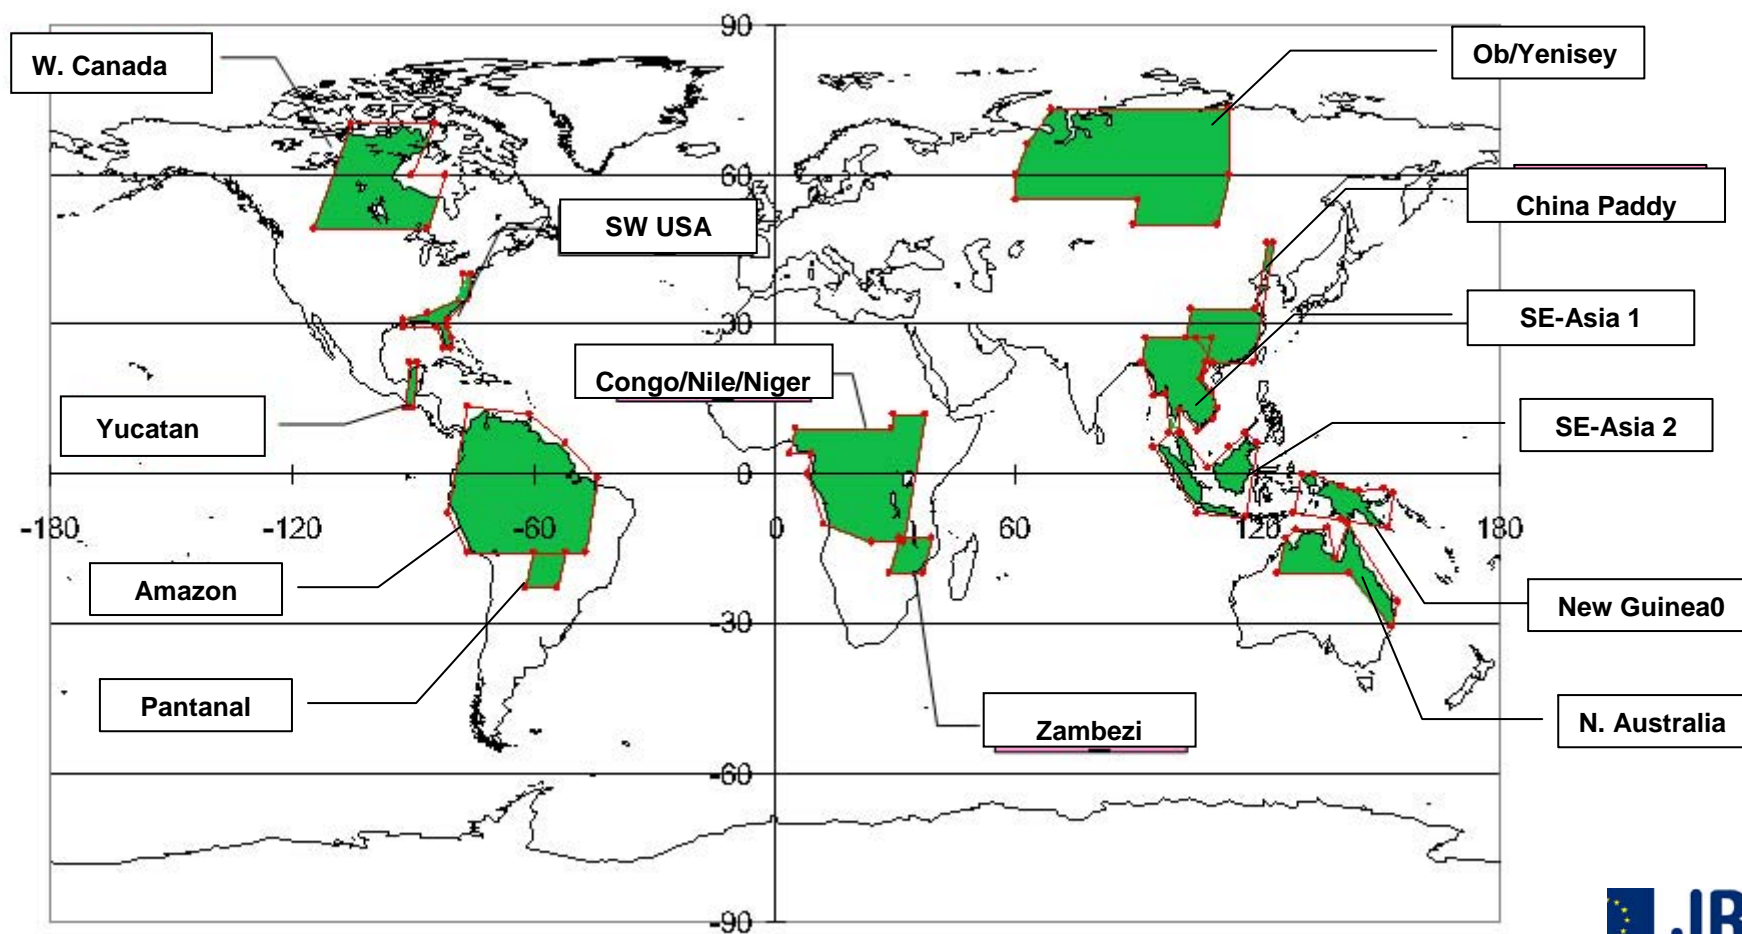 90
W. Canada
Ob/Yenisey
60
China Paddy
SW USA
SE-Asia 1
30
Congo/Nile/Niger
Yucatan
SE-Asia 2
0
-180
-120
-60
0
60
120
180
Amazon
New Guinea0
-30
Pantanal
Zambezi
N. Australia
-60
-90